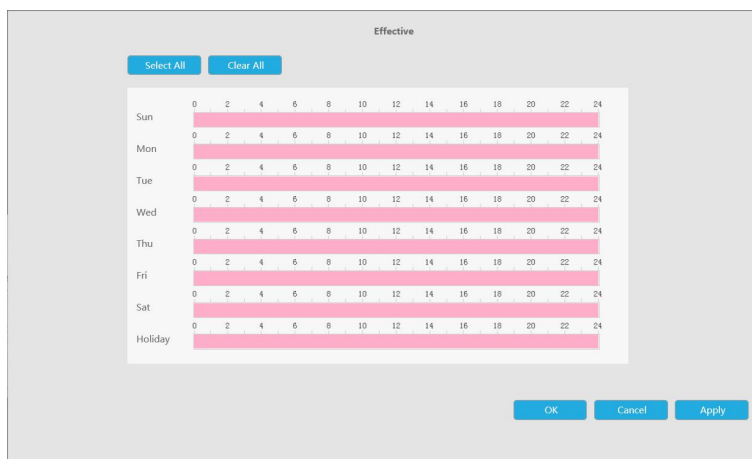 Effective
Select All Clear All
0 2 4 6 8 10 12 14 16 18 20 22 24
Sun
0 2 4 6 8 10 12 14 16 18 20 22 24
Mon
0 2 4 6 8 10 12 14 16 18 20 22 24
Tue
0 2 4 6 8 10 12 14 16 18 20 22 24
Wed
0 2 4 6 8 10 12 14 16 18 20 22 24
Thu
0 2 4 6 8 10 12 14 16 18 20 22 24
Fri
0 2 4 6 8 10 12 14 16 18 20 22 24
Sat
0 2 4 6 8 10 12 14 16 18 20 22 24
Holiday
OK Cancel Apply